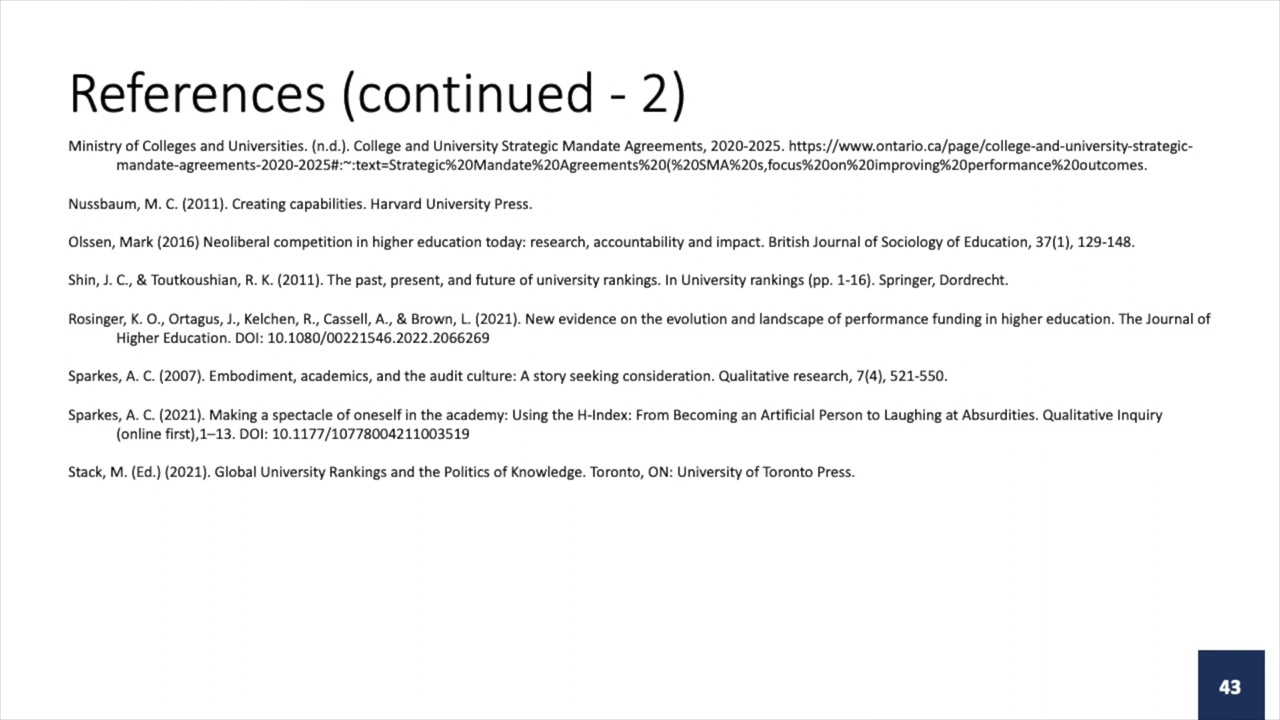 References (continued - 2)
Ministry of Colleges and Universities. (n.d.). College and University Strategic Mandate Agreements, 2020-2025. https://www.ontario.ca/page/college-and-university-strategic-
mandate-agreements-2020-2025#:~:text=Strategic%20Mandate%20Agreements%20(%20SMA%20s,focus%20on%20improving%20performance%20outcomes.
Nussbaum, M. C. (2011). Creating capabilities. Harvard University Press.
Olssen, Mark (2016) Neoliberal competition in higher education today: research, accountability and impact. British Journal of Sociology of Education, 37(1), 129-148.
Shin, J. C., & Toutkoushian, R. K. (2011). The past, present, and future of university rankings. In University rankings (pp. 1-16). Springer, Dordrecht.
Rosinger, K. O., Ortagus, J., Kelchen, R., Cassell, A., & Brown, L. (2021). New evidence on the evolution and landscape of performance funding in higher education. The Journal of
Higher Education. DOI: 10.1080/00221546.2022.2066269
Sparkes, A. C. (2007). Embodiment, academics, and the audit culture: A story seeking consideration. Qualitative research, 7(4), 521-550.
Sparkes, A. C. (2021). Making a spectacle of oneself in the academy: Using the H-Index: From Becoming an Artificial Person to Laughing at Absurdities. Qualitative Inquiry
(online first),1–13. DOI: 10.1177/10778004211003519
Stack, M. (Ed.) (2021). Global University Rankings and the Politics of Knowledge. Toronto, ON: University of Toronto Press.
43